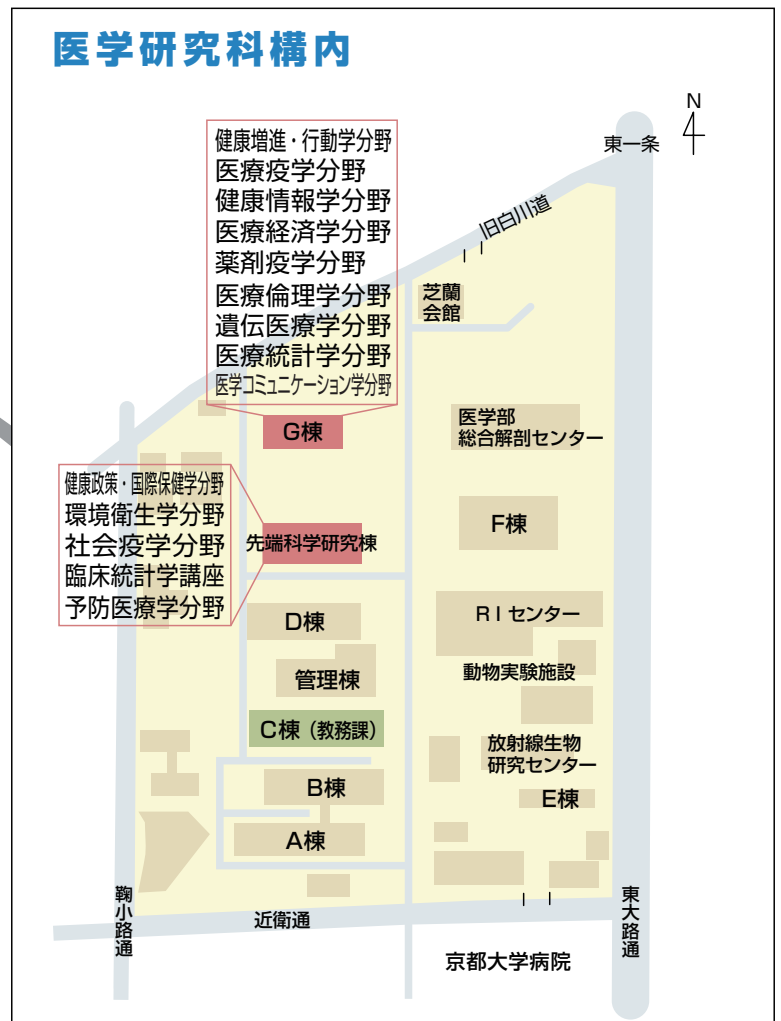 医学研究科構内
N
東一条
健康増進・行動学分野
医療疫学分野
健康情報学分野
医療経済学分野
薬剤疫学分野
医療倫理学分野
遺伝医療学分野
医療統計学分野
医学コミュニケーション学分野
旧白川道
芝蘭
会館
G棟
医学部
総合解剖センター
健康政策・国際保健学分野
環境衛生学分野
社会疫学分野
臨床統計学講座
予防医療学分野
先端科学研究棟
F棟
D棟
RIセンター
管理棟
動物実験施設
C棟（教務課）
放射線生物
研究センター
B棟
E棟
A棟
鞠小路通
近衛通
東大路通
京都大学病院